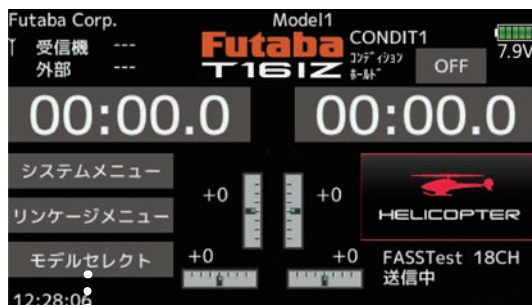 Futaba Corp.
Model1
受信機 ---
外部 ---
Futaba
T16IZ
CONDIT1
コンディション
ホールド
OFF
7.9V
00:00.0
00:00.0
システムメニュー
リンケージメニュー
モデルセレクト
+0
+0
+0
+0
HELICOPTER
FASSTest 18CH
送信中
12:28:06